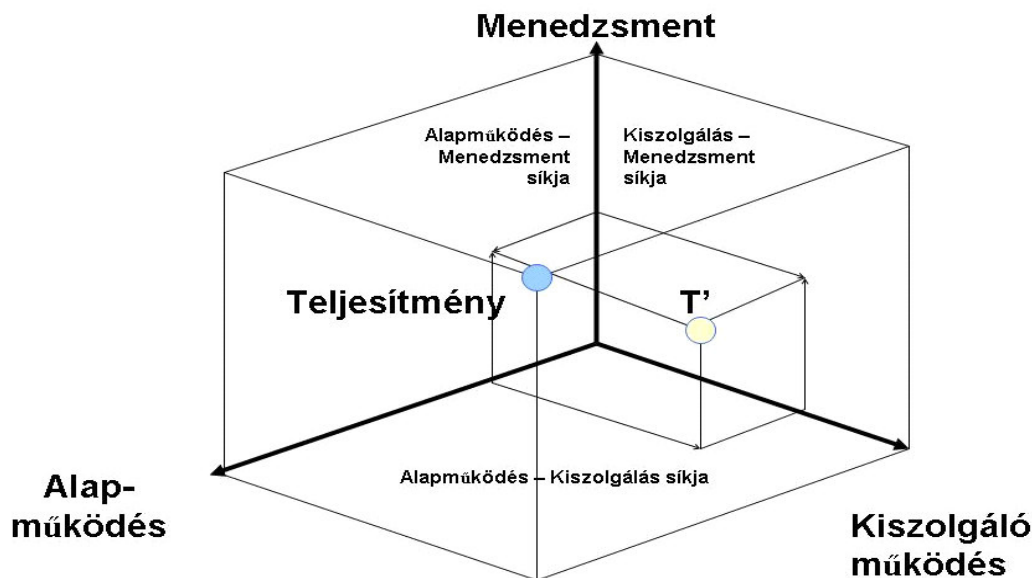 Menedzsment
Alapműködés –
Menedzsment
síkja
Kiszolgálás –
Menedzsment
síkja
Teljesítmény
T’
Alapműködés – Kiszolgálás síkja
Alap-
működés
Kiszolgáló
működés